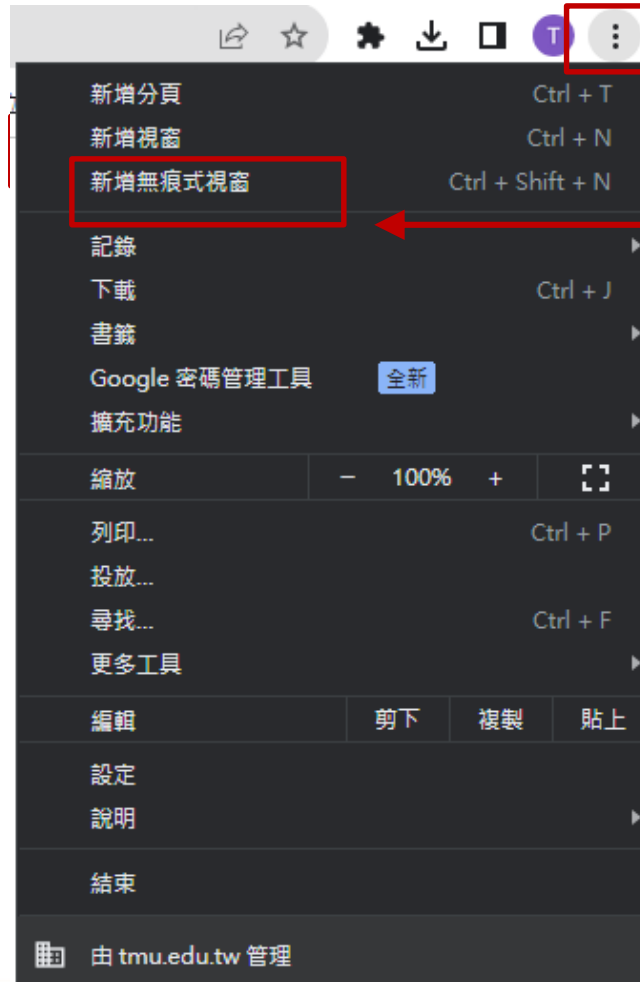 T
新增分頁 Ctrl + T
新增視窗 Ctrl + N
新增無痕式視窗 Ctrl + Shift + N
記錄
下載 Ctrl + J
書籤
Google 密碼管理工具 全新
擴充功能
縮放 − 100% +
列印... Ctrl + P
投放...
尋找... Ctrl + F
更多工具
編輯 剪下 複製 貼上
設定
說明
結束
由 tmu.edu.tw 管理